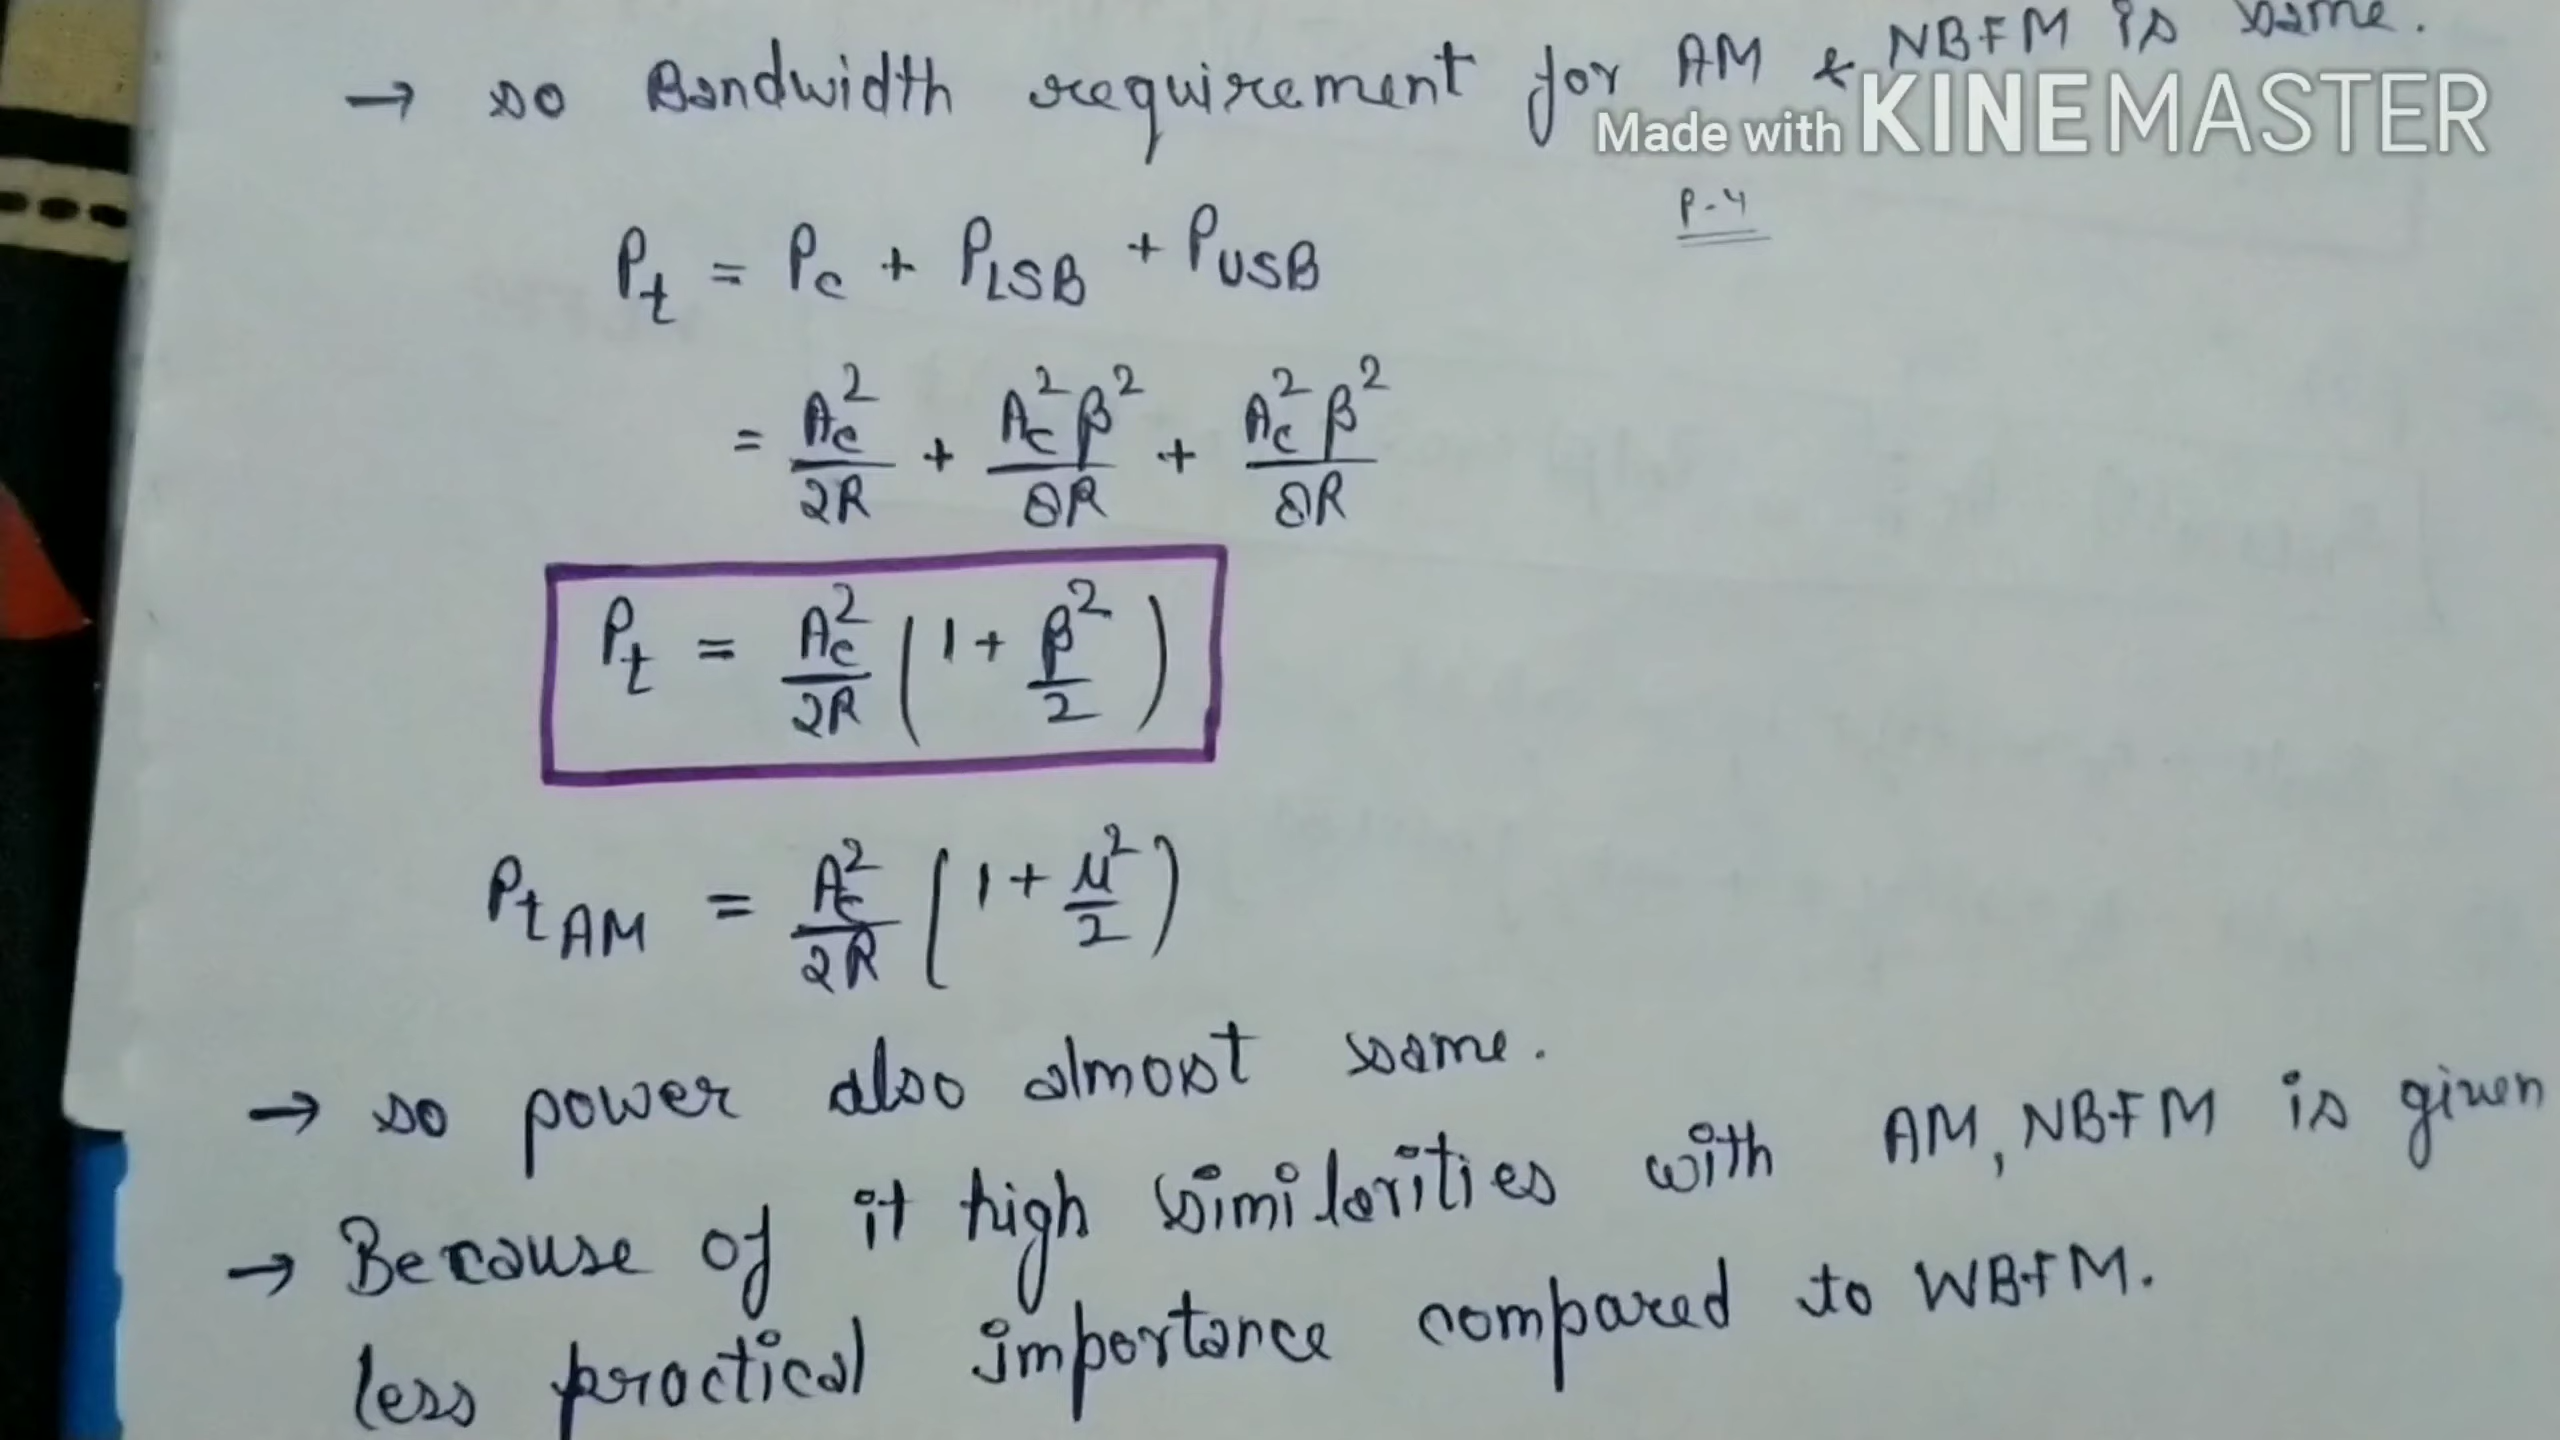 → so Bandwidth requirement for AM & NBFM is same.
Made with KINEMASTER
P-4
Pt = Pc + PLSB + PUSB
= Ac²/2R + Ac²β²/8R + Ac²β²/8R
Pt = Ac²/2R (1 + β²/2)
PtAM = Ac²/2R [1 + μ²/2)
→ so power also almost same.
→ Because of it high similarities with AM, NBFM is given
less practical importance compared to WBFM.